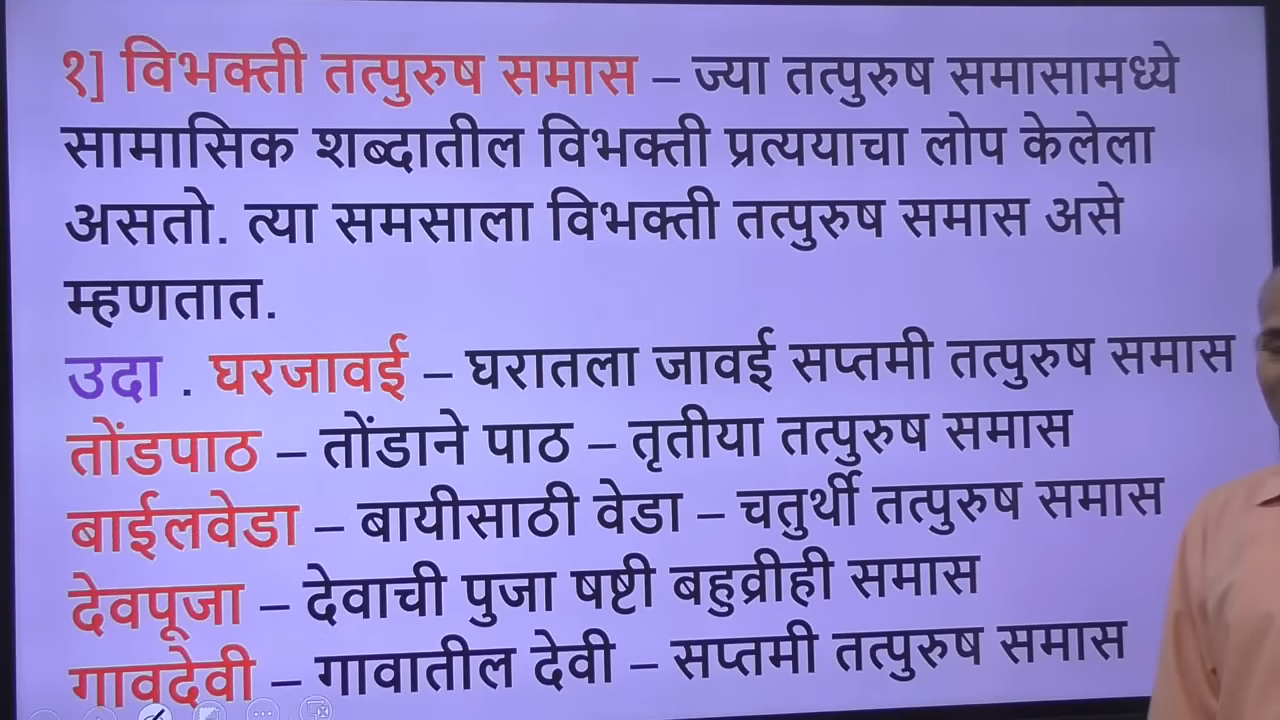 १] विभक्ती तत्पुरुष समास – ज्या तत्पुरुष समासामध्ये
सामासिक शब्दातील विभक्ती प्रत्ययाचा लोप केलेला
असतो. त्या समसाला विभक्ती तत्पुरुष समास असे
म्हणतात.
उदा . घरजावई – घरातला जावई सप्तमी तत्पुरुष समास
तोंडपाठ – तोंडाने पाठ – तृतीया तत्पुरुष समास
बाईलवेडा – बायीसाठी वेडा – चतुर्थी तत्पुरुष समास
देवपूजा – देवाची पुजा षष्टी बहुव्रीही समास
गावदेवी – गावातील देवी – सप्तमी तत्पुरुष समास